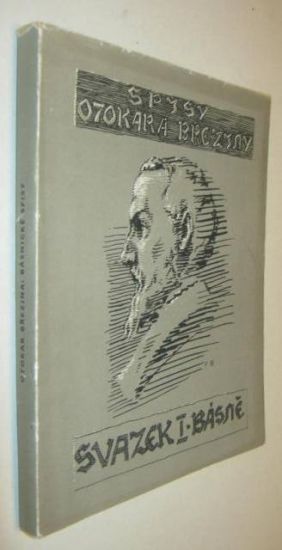 SPISY
OTOKARA BŘEZINY
SVAZEK I. BÁSNĚ
OTOKAR BŘEZINA: BÁSNICKÉ SPISY